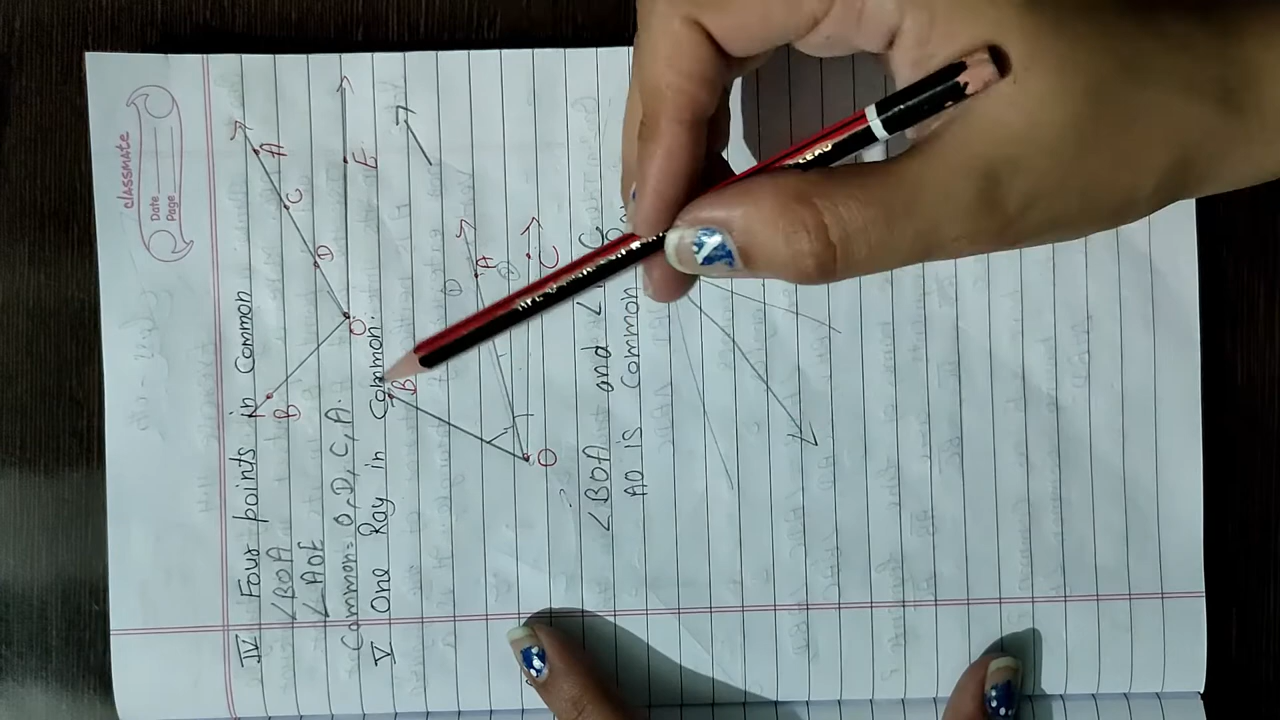 classmate
Date
Page
IV Four points in Common
∠BOA
∠AOE
Common = O, D, C, A.
B
D
C
A
O
E
V One Ray in Common.
B
A
O
C
∠BOA and ∠
AO is Common